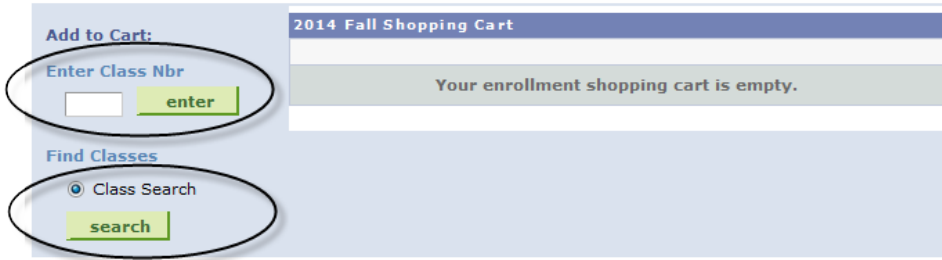 Add to Cart:
Enter Class Nbr
enter
Find Classes
Class Search
search
2014 Fall Shopping Cart
Your enrollment shopping cart is empty.